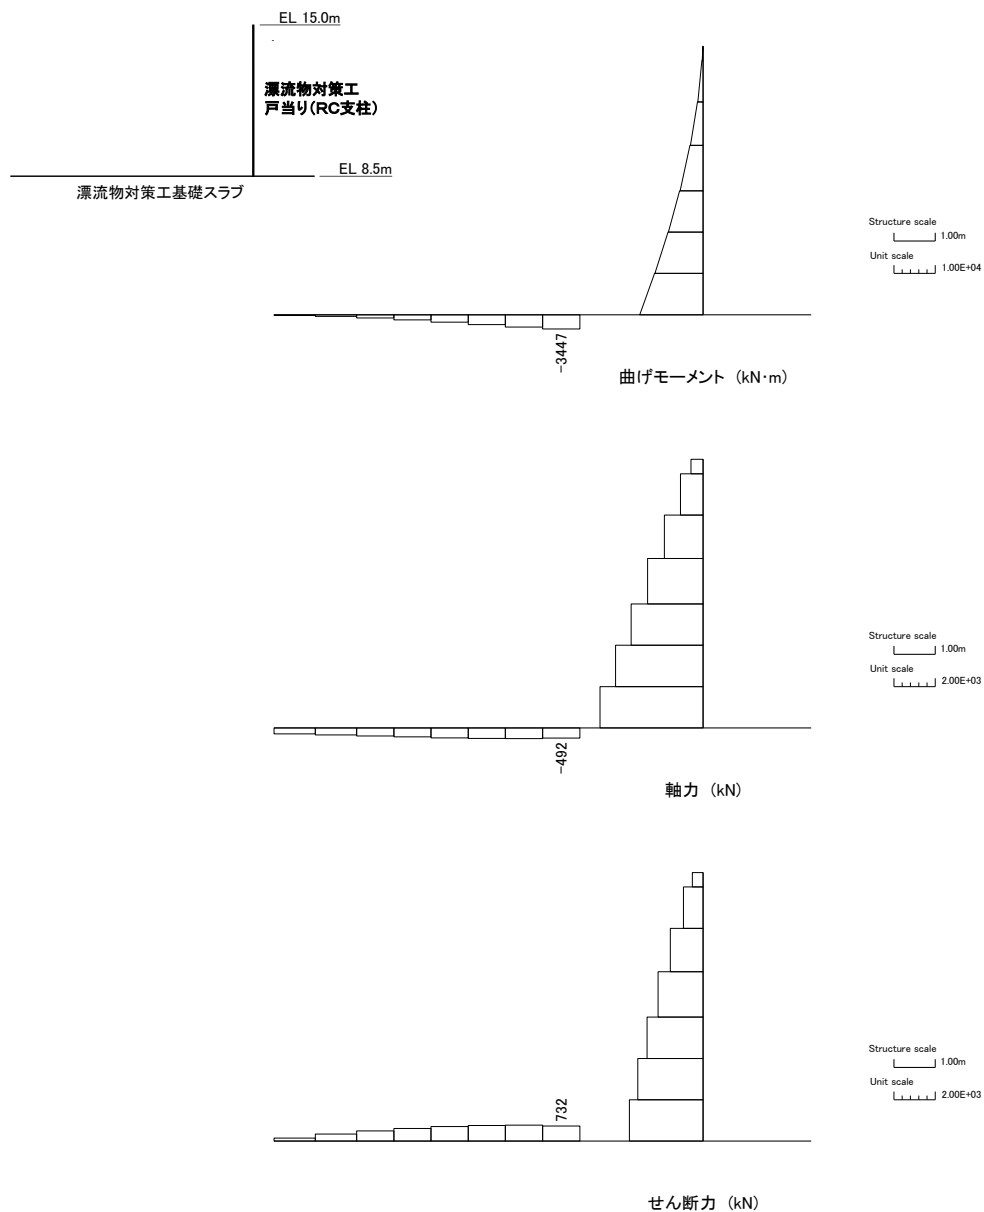 EL 15.0m
漂流物対策工
戸当り(RC支柱)
EL 8.5m
漂流物対策工基礎スラブ
Structure scale
1.00m
Unit scale
1.00E+04
-3447
曲げモーメント (kN・m)
Structure scale
1.00m
Unit scale
2.00E+03
-492
軸力 (kN)
Structure scale
1.00m
Unit scale
2.00E+03
732
せん断力 (kN)